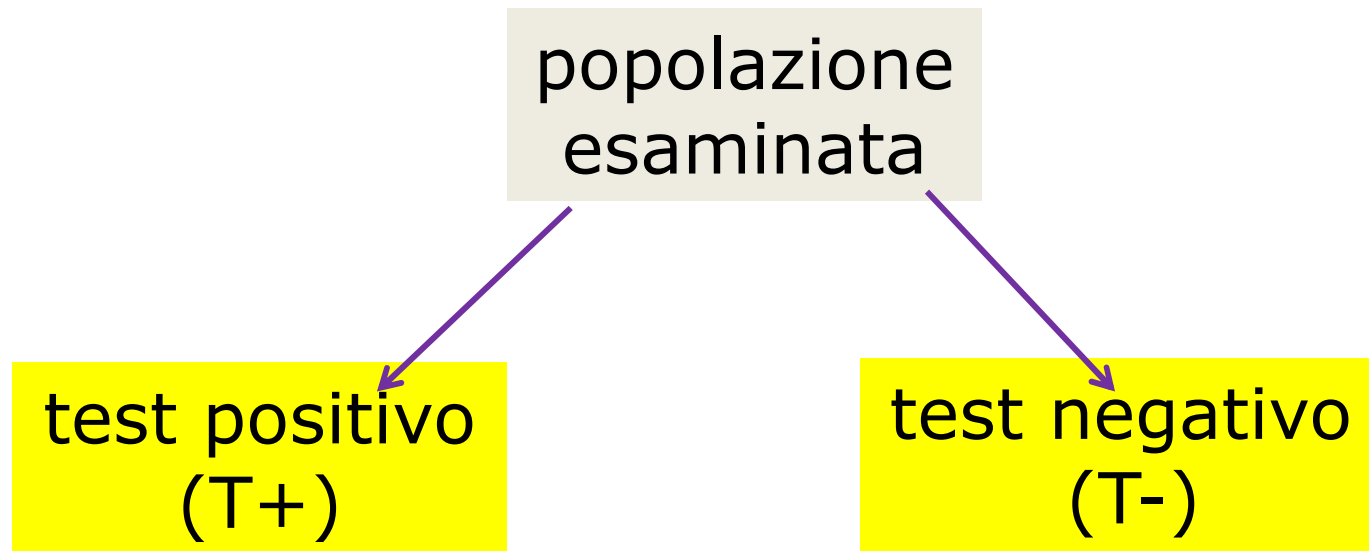 popolazione
esaminata
test positivo
(T+)
test negativo
(T-)